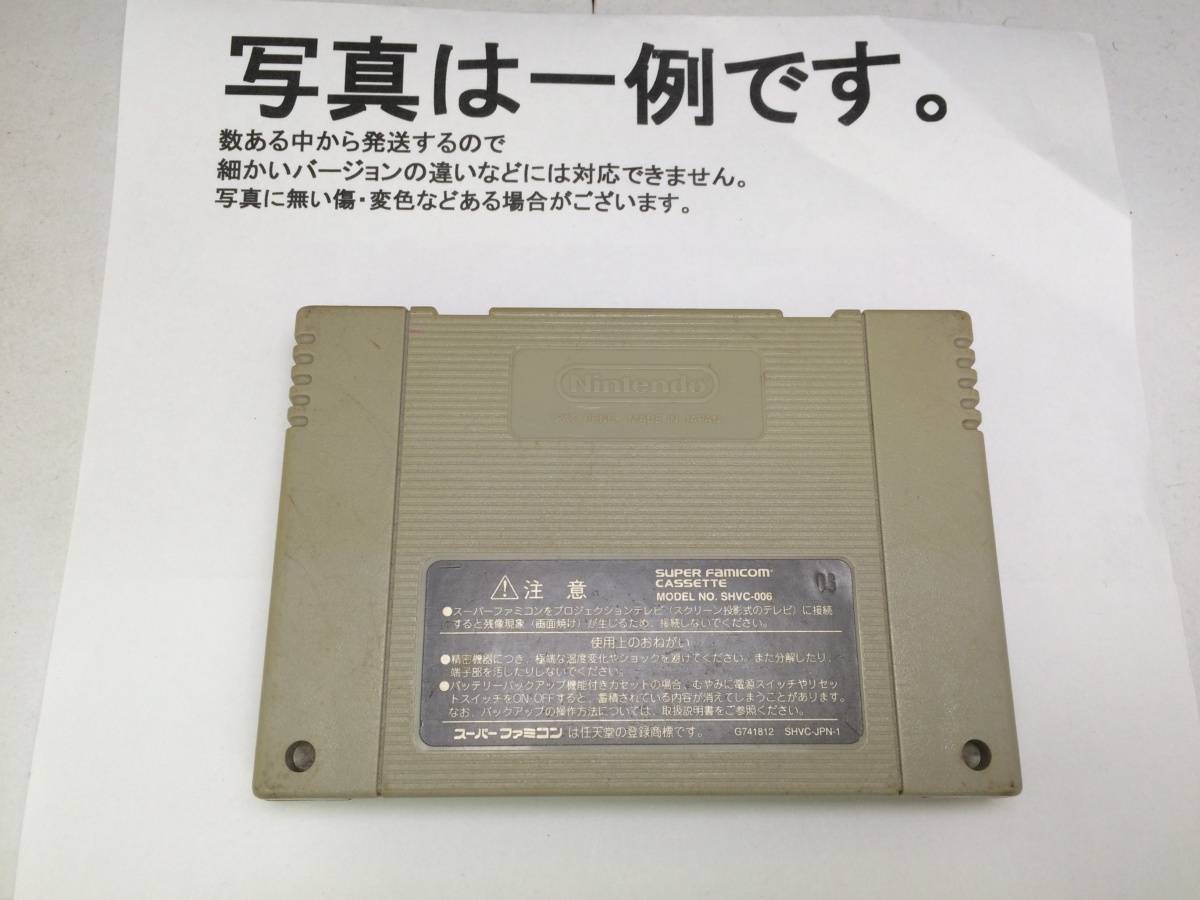 写真は一例です。
数ある中から発送するので
細かいバージョンの違いなどには対応できません。
写真に無い傷・変色などある場合がございます。
Nintendo
PAT. PEND. MADE IN JAPAN
⚠注意
SUPER FAMICOM
CASSETTE
MODEL NO. SHVC-006
●スーパーファミコンをプロジェクションテレビ（スクリーン投影式のテレビ）に接続
すると残像現象（画面焼け）が生じるため、接続しないでください。
使用上のおねがい
●精密機器につき、極端な温度変化やショックを避けてください。また分解したり、
端子部を汚したりしないでください。
●バッテリーバックアップ機能付きカセットの場合、むやみに電源スイッチやリセッ
トスイッチをON・OFFすると、蓄積されている内容が消えてしまうことがあります。
なお、バックアップの操作方法については、取扱説明書をご参照ください。
スーパーファミコンは任天堂の登録商標です。 G741812 SHVC-JPN-1